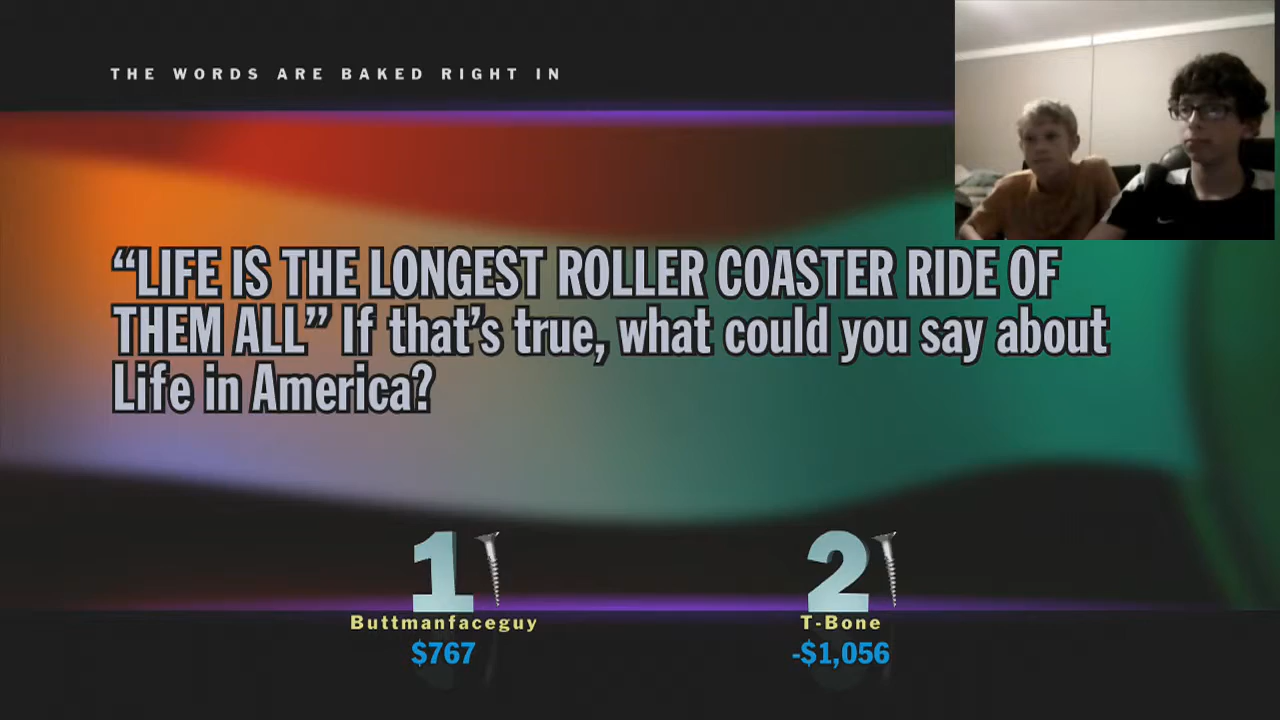 THE WORDS ARE BAKED RIGHT IN
“LIFE IS THE LONGEST ROLLER COASTER RIDE OF
THEM ALL” If that’s true, what could you say about
Life in America?
1
2
Buttmanfaceguy
T-Bone
$767
-$1,056